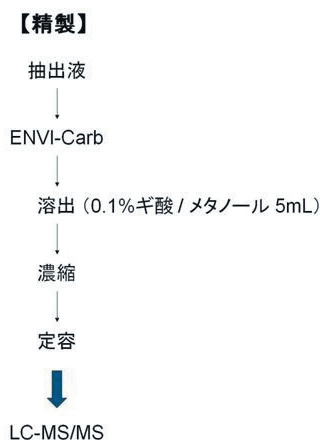 【精製】
抽出液
ENVI-Carb
溶出（0.1%ギ酸 / メタノール 5mL）
濃縮
定容
LC-MS/MS